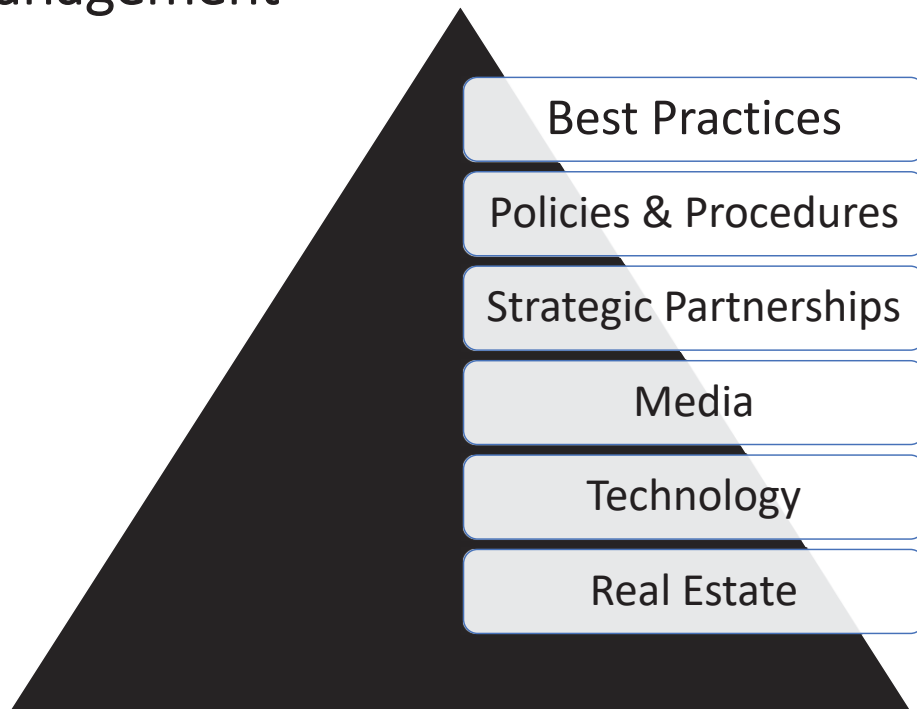 Best Practices
Policies & Procedures
Strategic Partnerships
Media
Technology
Real Estate